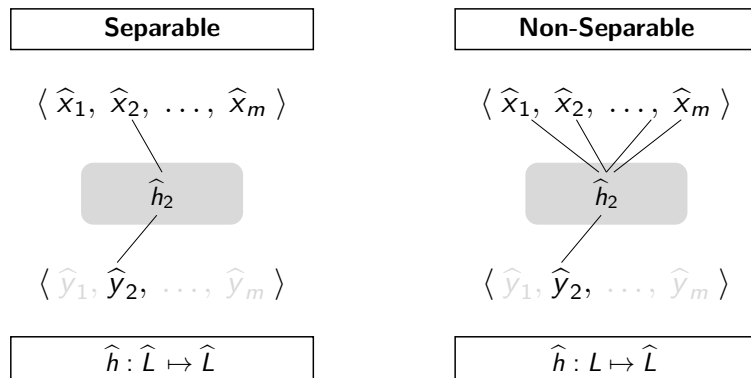 Separable
⟨ x̂₁, x̂₂, ..., x̂ₘ ⟩
ĥ₂
⟨ ŷ₁, ŷ₂, ..., ŷₘ ⟩
ĥ : L̂ ↦ L̂
Non-Separable
⟨ x̂₁, x̂₂, ..., x̂ₘ ⟩
ĥ₂
⟨ ŷ₁, ŷ₂, ..., ŷₘ ⟩
ĥ : L ↦ L̂